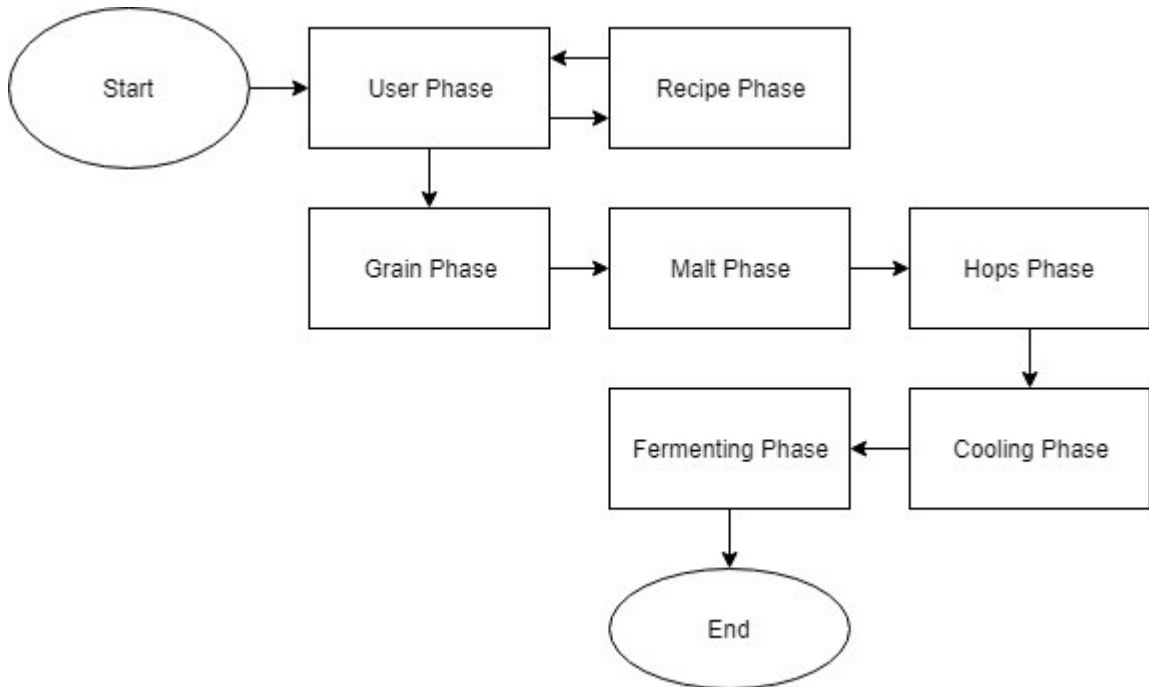 Start
User Phase
Recipe Phase
Grain Phase
Malt Phase
Hops Phase
Fermenting Phase
Cooling Phase
End